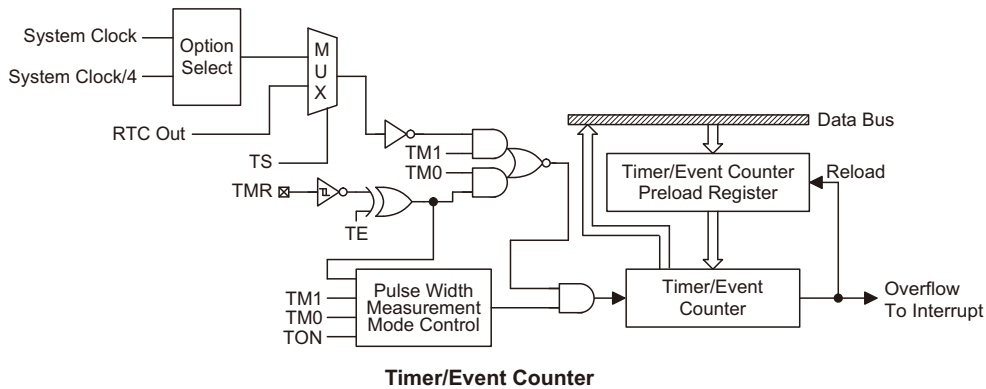 System Clock
System Clock/4
Option
Select
M
U
X
RTC Out
TS
TMR
TE
TM1
TM0
Data Bus
Timer/Event Counter
Preload Register
Reload
TM1
TM0
TON
Pulse Width
Measurement
Mode Control
Timer/Event
Counter
Overflow
To Interrupt
Timer/Event Counter